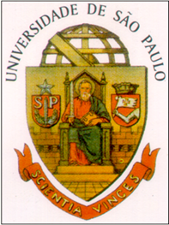 UNIVERSIDADE DE SÃO PAULO
SP
SCIENTIA VINCES